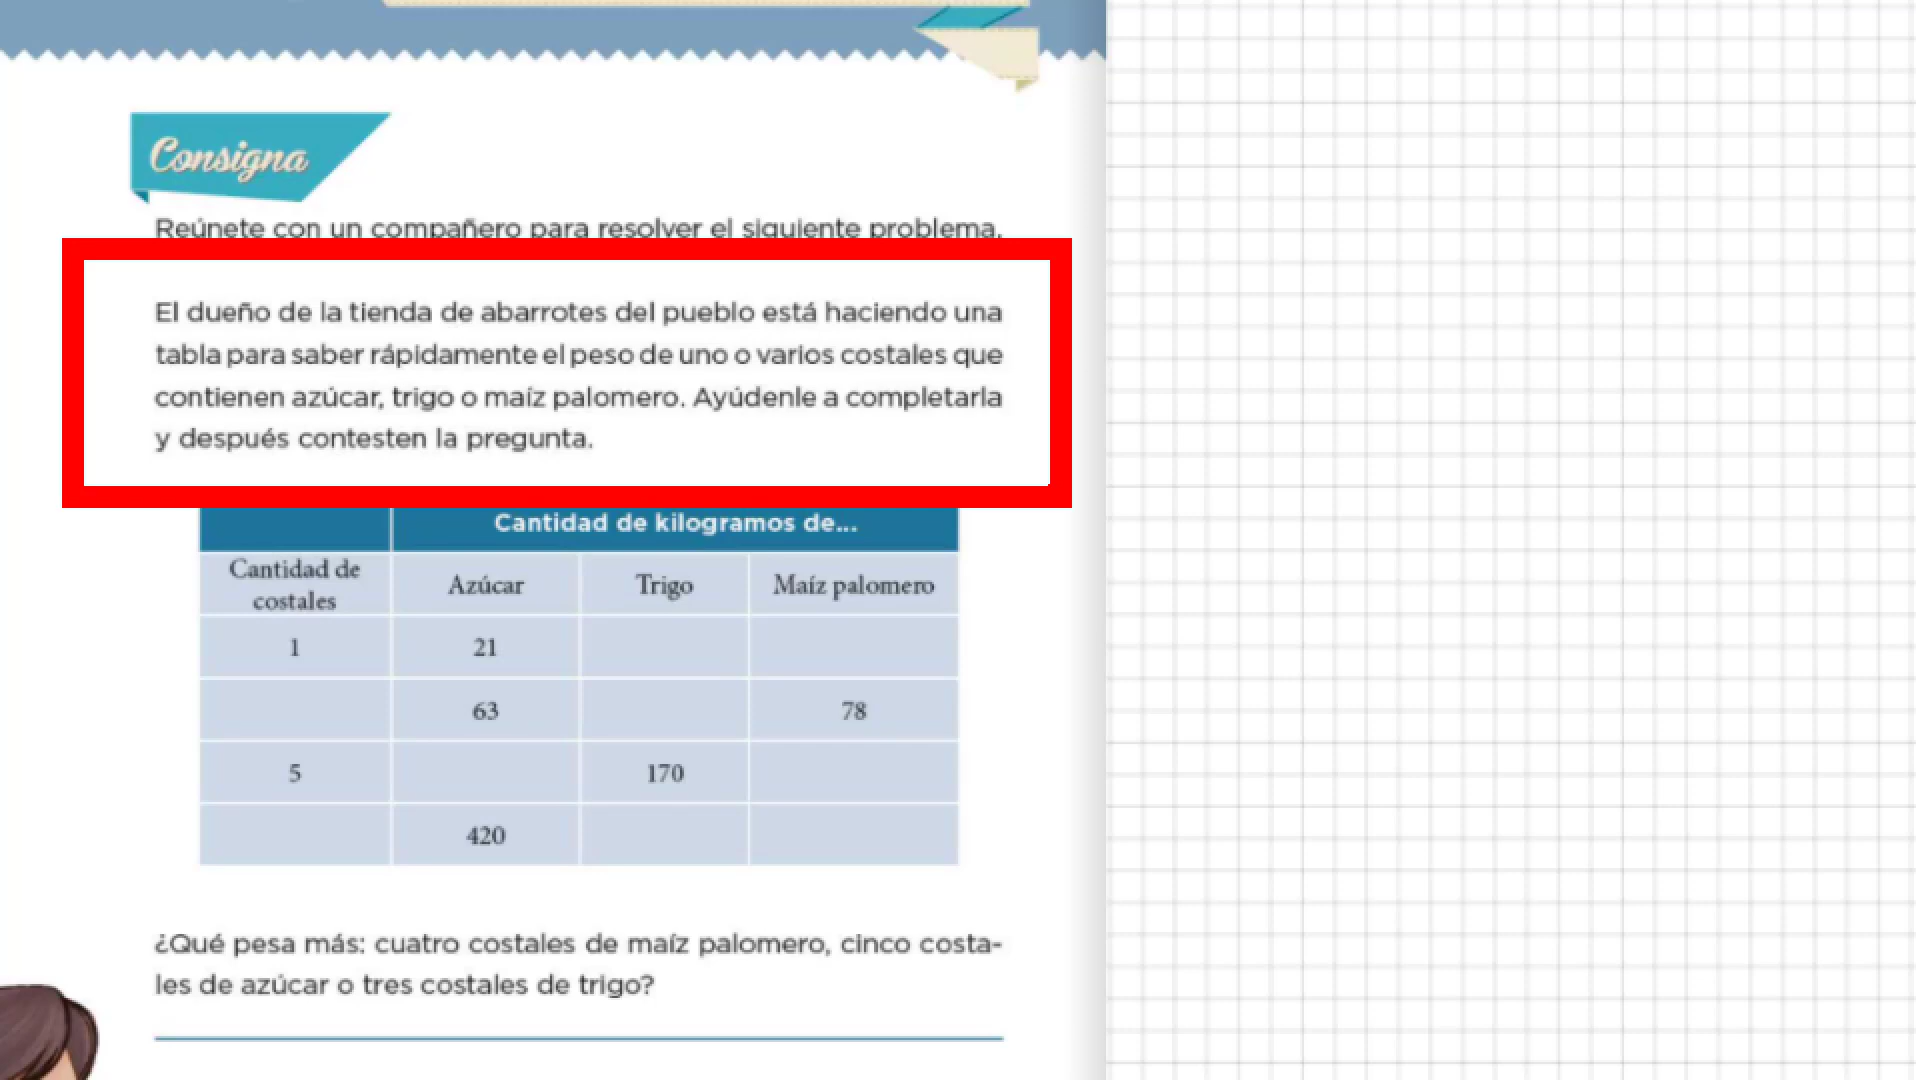 Consigna
Reúnete con un compañero para resolver el siguiente problema.
El dueño de la tienda de abarrotes del pueblo está haciendo una
tabla para saber rápidamente el peso de uno o varios costales que
contienen azúcar, trigo o maíz palomero. Ayúdenle a completarla
y después contesten la pregunta.
Cantidad de kilogramos de...
Cantidad de costales Azúcar Trigo Maíz palomero
1 21
63 78
5 170
420
¿Qué pesa más: cuatro costales de maíz palomero, cinco costa-
les de azúcar o tres costales de trigo?